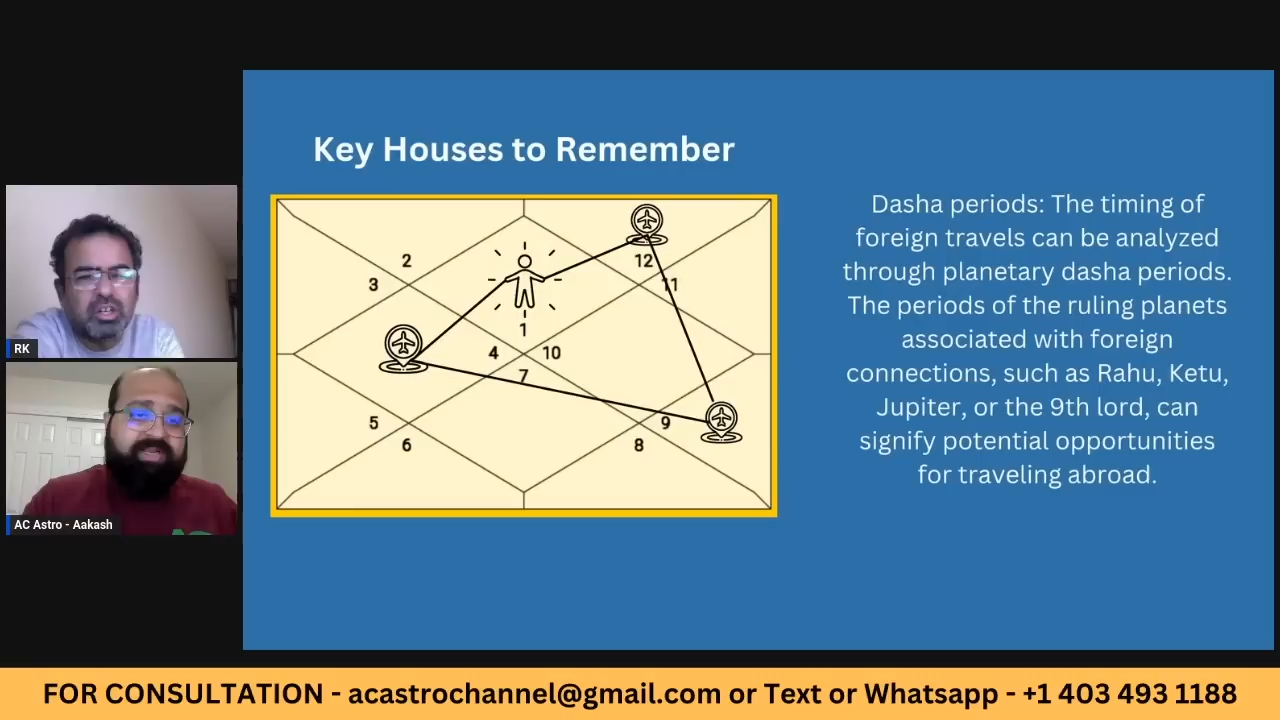 Key Houses to Remember
2
3
12
11
1
4
10
7
5
6
9
8
Dasha periods: The timing of
foreign travels can be analyzed
through planetary dasha periods.
The periods of the ruling planets
associated with foreign
connections, such as Rahu, Ketu,
Jupiter, or the 9th lord, can
signify potential opportunities
for traveling abroad.
RK
AC Astro - Aakash
FOR CONSULTATION - acastrochannel@gmail.com or Text or Whatsapp - +1 403 493 1188